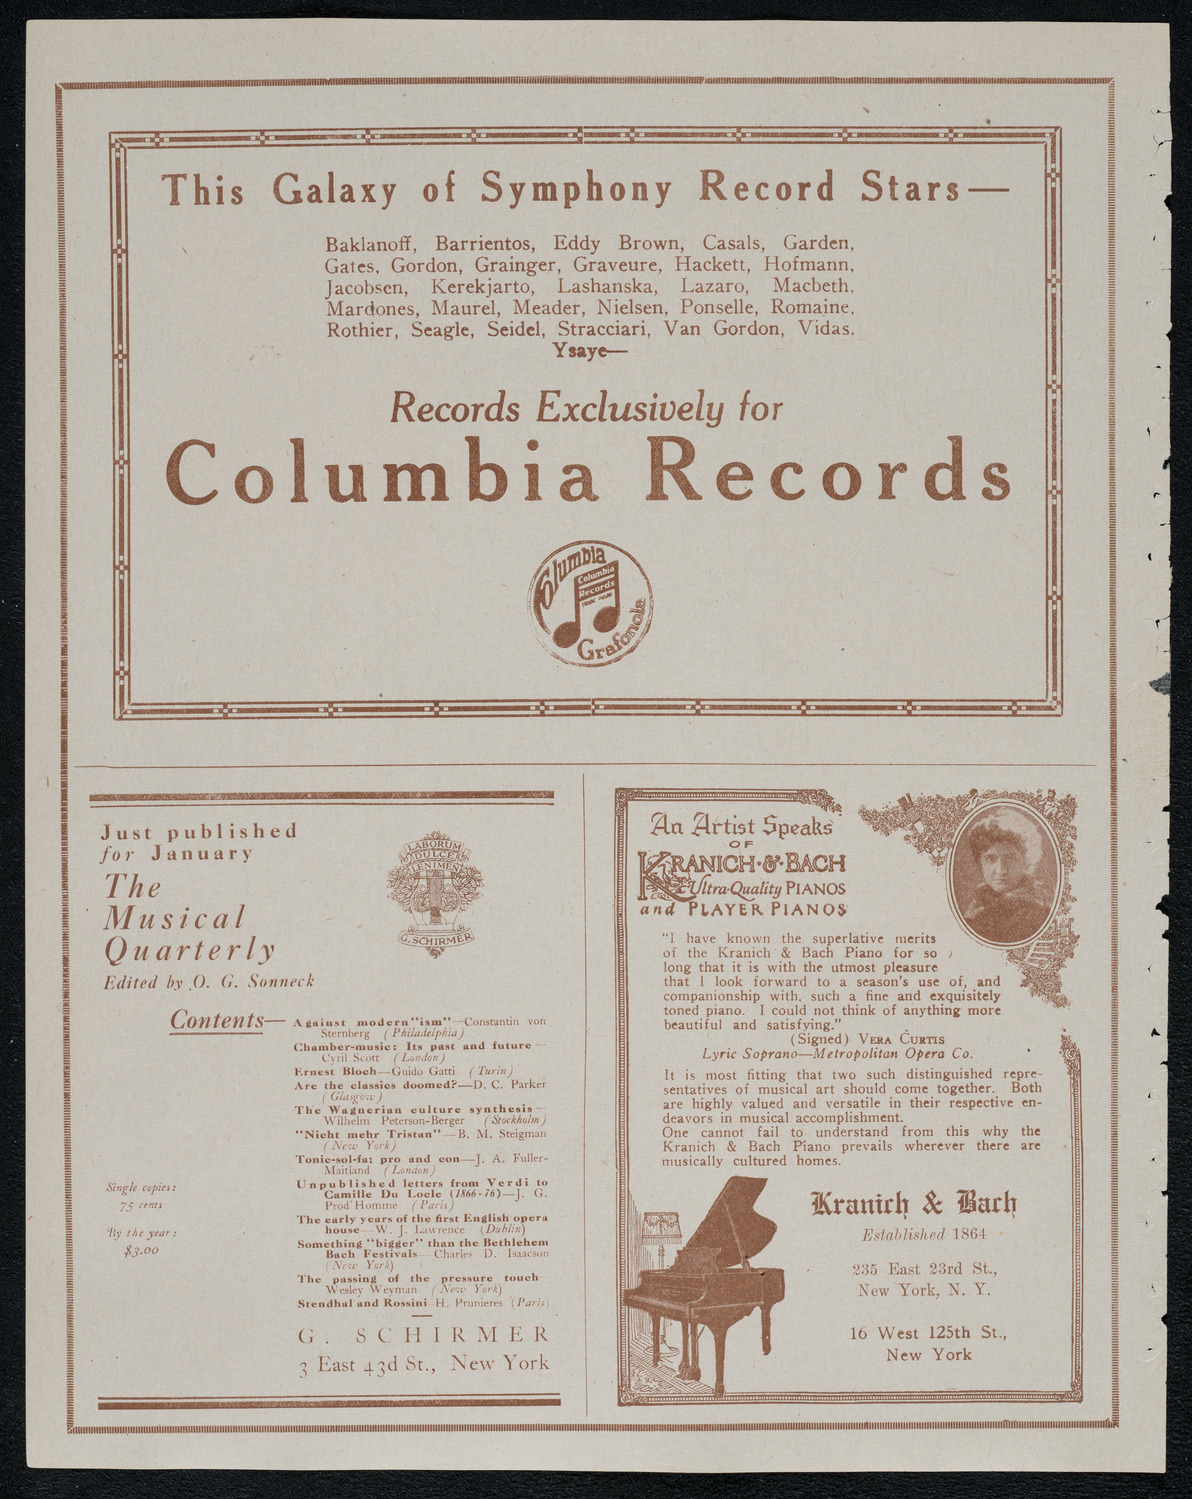 This Galaxy of Symphony Record Stars—
Baklanoff, Barrientos, Eddy Brown, Casals, Garden,
Gates, Gordon, Grainger, Graveure, Hackett, Hofmann,
Jacobsen, Kerekjarto, Lashanska, Lazaro, Macbeth,
Mardones, Maurel, Meader, Nielsen, Ponselle, Romaine,
Rothier, Seagle, Seidel, Stracciari, Van Gordon, Vidas.
Ysaye—
Records Exclusively for
Columbia Records
Columbia
Columbia
Records
Grafonola
Just published
for January
The
Musical
Quarterly
Edited by O. G. Sonneck
LABORUM
DULCE
LENIMEN
G. SCHIRMER
Contents—
Against modern "ism"—Constantin von
Sternberg (Philadelphia)
Chamber-music: Its past and future—
Cyril Scott (London)
Ernest Bloch—Guido Gatti (Turin)
Are the classics doomed?—D. C. Parker
(Glasgow)
The Wagnerian culture synthesis—
Wilhelm Peterson-Berger (Stockholm)
"Nicht mehr Tristan"—B. M. Steigman
(New York)
Tonic-sol-fa; pro and con—J. A. Fuller-
Maitland (London)
Unpublished letters from Verdi to
Camille Du Locle (1866-76)—J. G.
Prod'Homme (Paris)
The early years of the first English opera
house—W. J. Lawrence (Dublin)
Something "bigger" than the Bethlehem
Bach Festivals—Charles D. Isaacson
(New York)
The passing of the pressure touch—
Wesley Weyman (New York)
Stendhal and Rossini—H. Prunieres (Paris)
Single copies:
75 cents
By the year:
$3.00
G. SCHIRMER
3 East 43d St., New York
An Artist Speaks
OF
KRANICH·&·BACH
Ultra-Quality PIANOS
and PLAYER PIANOS
"I have known the superlative merits
of the Kranich & Bach Piano for so
long that it is with the utmost pleasure
that I look forward to a season's use of, and
companionship with, such a fine and exquisitely
toned piano. I could not think of anything more
beautiful and satisfying."
(Signed) VERA CURTIS
Lyric Soprano—Metropolitan Opera Co.
It is most fitting that two such distinguished repre-
sentatives of musical art should come together. Both
are highly valued and versatile in their respective en-
deavors in musical accomplishment.
One cannot fail to understand from this why the
Kranich & Bach Piano prevails wherever there are
musically cultured homes.
Kranich & Bach
Established 1864
235 East 23rd St.,
New York, N. Y.
16 West 125th St.,
New York